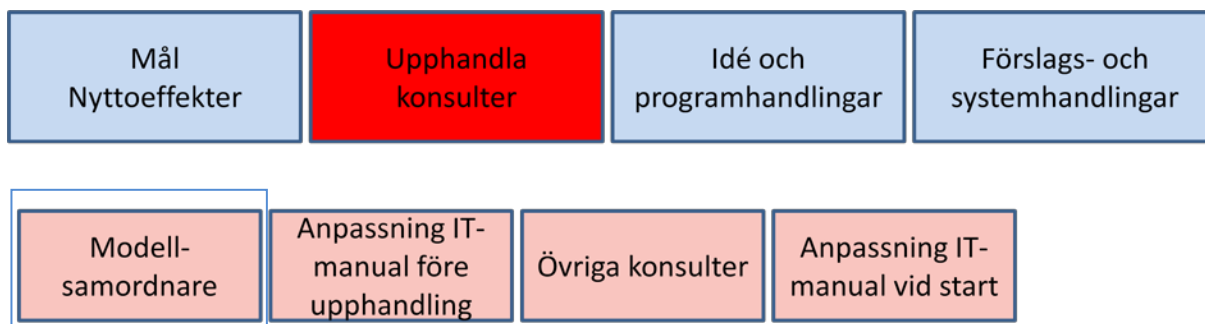 Mål
Nyttoeffekter
Upphandla
konsulter
Idé och
programhandlingar
Förslags- och
systemhandlingar
Modell-
samordnare
Anpassning IT-
manual före
upphandling
Övriga konsulter
Anpassning IT-
manual vid start